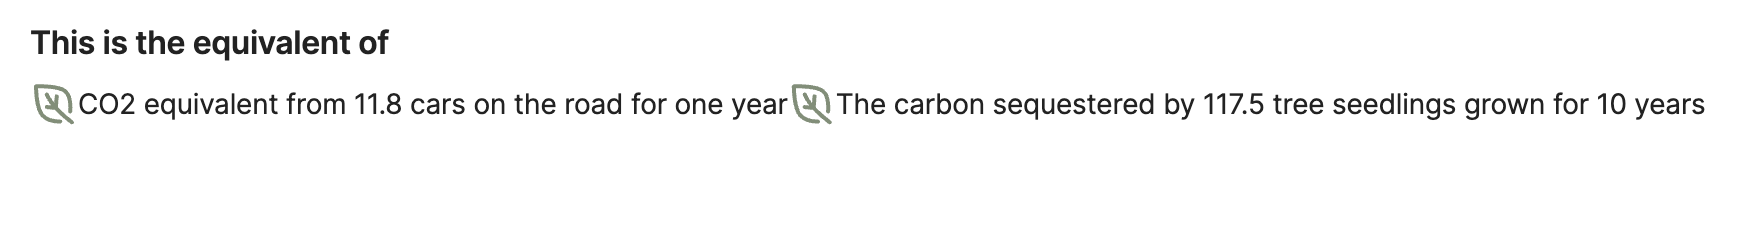 This is the equivalent of
CO2 equivalent from 11.8 cars on the road for one year The carbon sequestered by 117.5 tree seedlings grown for 10 years